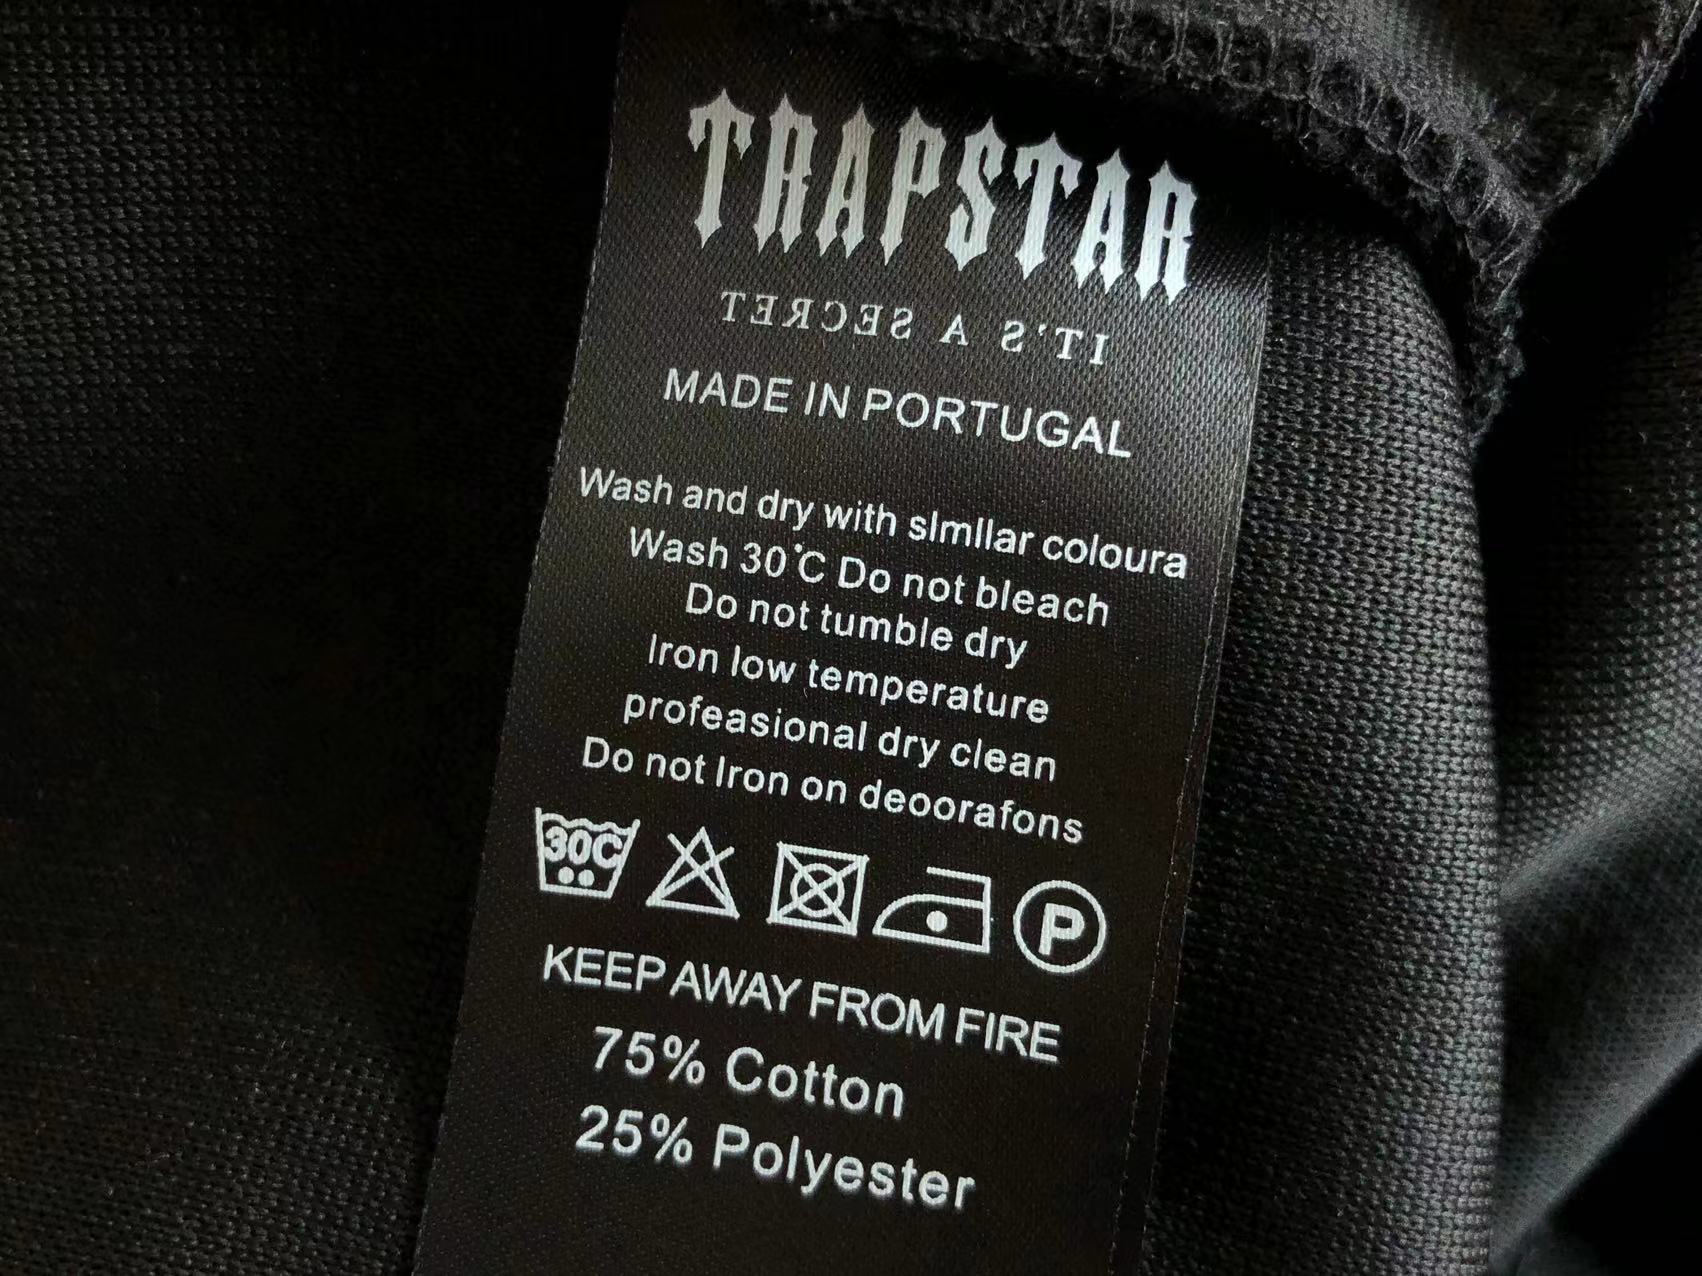 TRAPSTAR
IT'S A SECRET
MADE IN PORTUGAL
Wash and dry with slmllar coloura
Wash 30°C Do not bleach
Do not tumble dry
Iron low temperature
profeasional dry clean
Do not Iron on deoorafons
30C
P
KEEP AWAY FROM FIRE
75% Cotton
25% Polyester